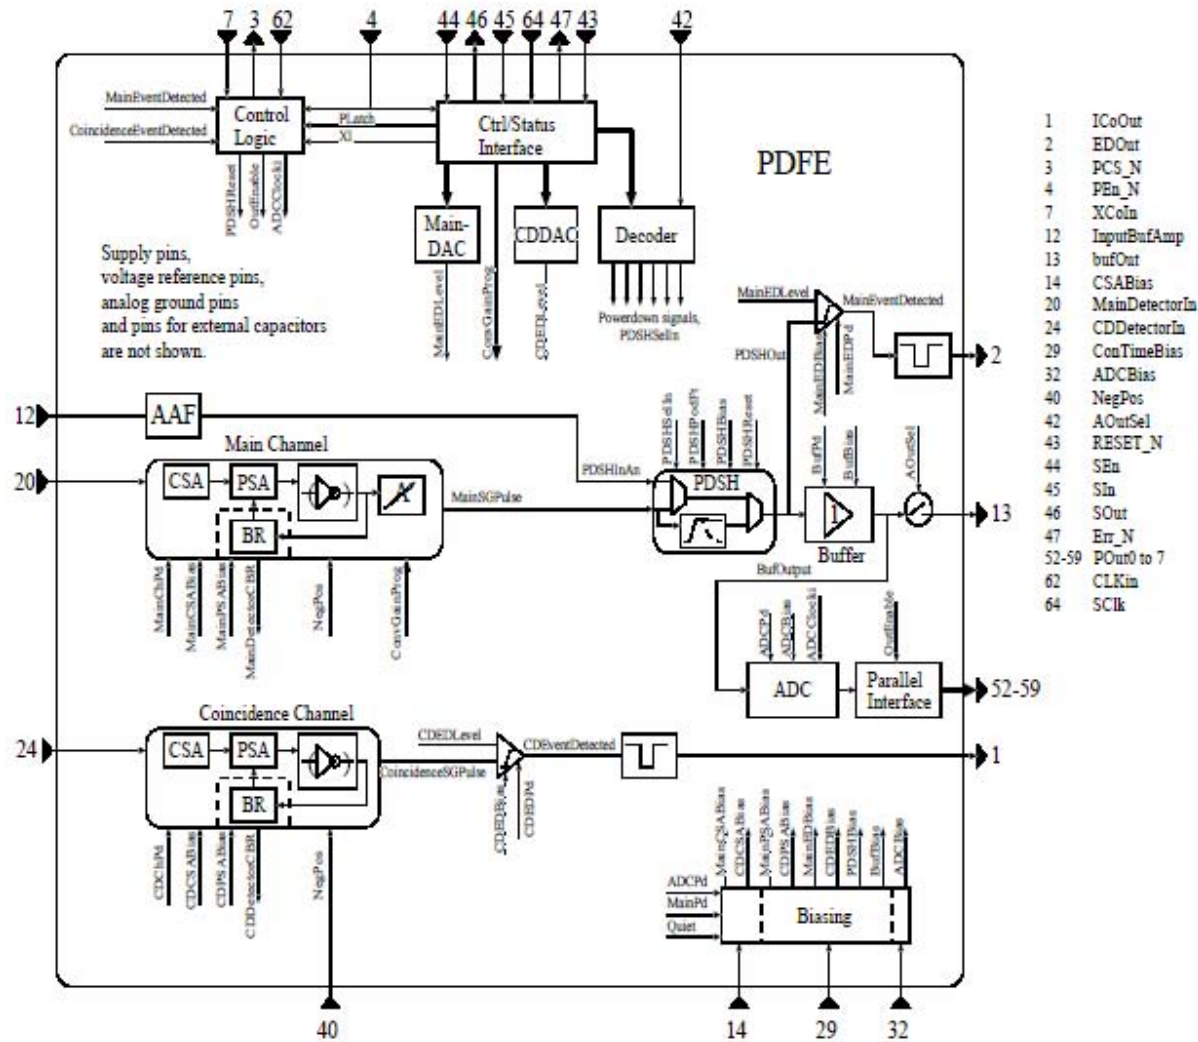 7 3 62 4 44 46 45 64 47 43 42
MainEventDetected
CoincidenceEventDetected
Control
Logic
PLatch
XI
Ctrl/Status
Interface
PDFE
PDSHReset
OutEnable
ADCClocki
Main-
DAC
CDDAC
Decoder
MainEDLevel
ConvGainProg
CDEDLevel
Powerdown signals,
PDSHSelIn
Supply pins,
voltage reference pins,
analog ground pins
and pins for external capacitors
are not shown.
MainEDLevel
MainEventDetected
PDSHOut
MainEDBias
MainEDPd
2
12
AAF
Main Channel
20
CSA
PSA
BR
PDSHInAn
MainSGPulse
PDSHSelIn
PDSHPodPt
PDSHBias
PDSHReset
PDSH
BufPd
BufBias
AOutSel
1
Buffer
13
BufOutput
MainChPd
MainCSABias
MainPSABias
MainDetectorCBR
NegPos
ConvGainProg
ADCPd
ADCBias
ADCClocki
OutEnable
ADC
Parallel
Interface
52-59
Coincidence Channel
24
CSA
PSA
BR
CDEDLevel
CoincidenceSGPulse
CDEventDetected
CDEDBias
CDEDPd
1
CDChPd
CDCSABias
CDPSABias
CDDetectorCBR
NegPos
MainCSABias
CDCSABias
MainPSABias
CDPSABias
MainEDBias
CDEDBias
PDSHBias
BufBias
ADCBias
ADCPd
MainPd
Quiet
Biasing
40 14 29 32
1 ICoOut
2 EDOut
3 PCS_N
4 PEn_N
7 XCoIn
12 InputBufAmp
13 bufOut
14 CSABias
20 MainDetectorIn
24 CDDetectorIn
29 ConTimeBias
32 ADCBias
40 NegPos
42 AOutSel
43 RESET_N
44 SEn
45 SIn
46 SOut
47 Err_N
52-59 POut0 to 7
62 CLKin
64 SClk